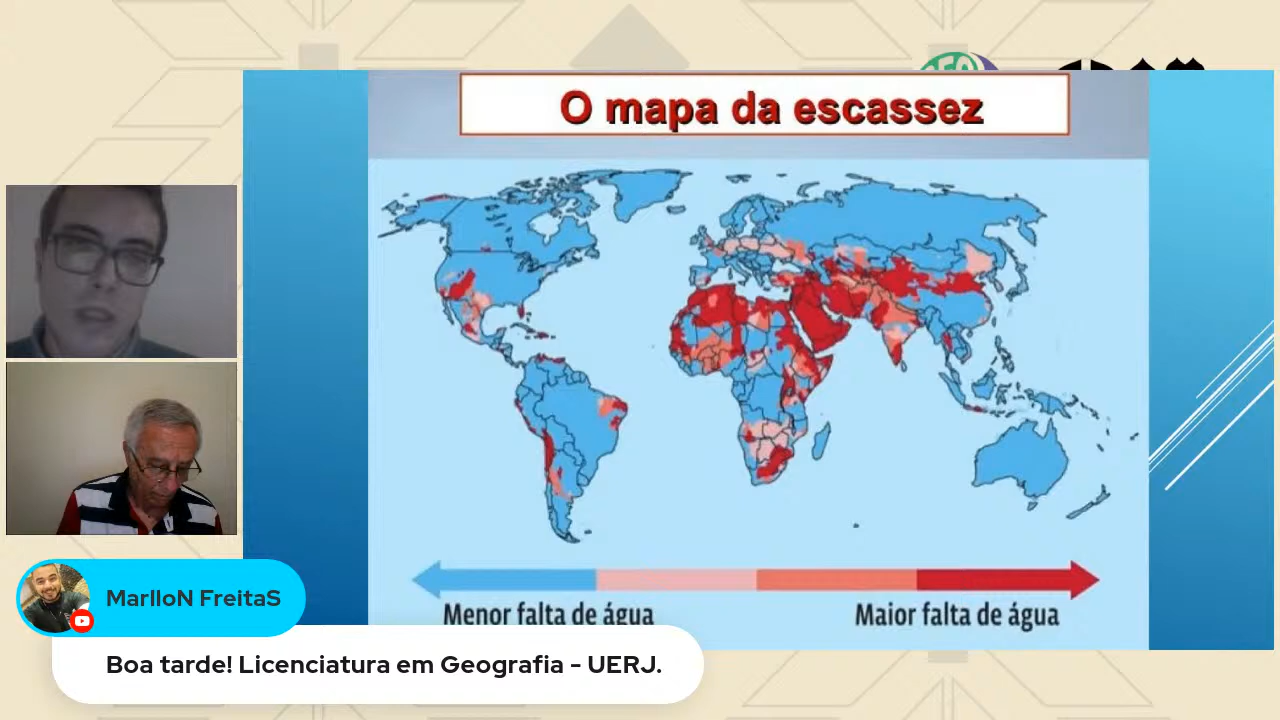 O mapa da escassez
Menor falta de água
Maior falta de água
MarlloN FreitaS
Boa tarde! Licenciatura em Geografia - UERJ.